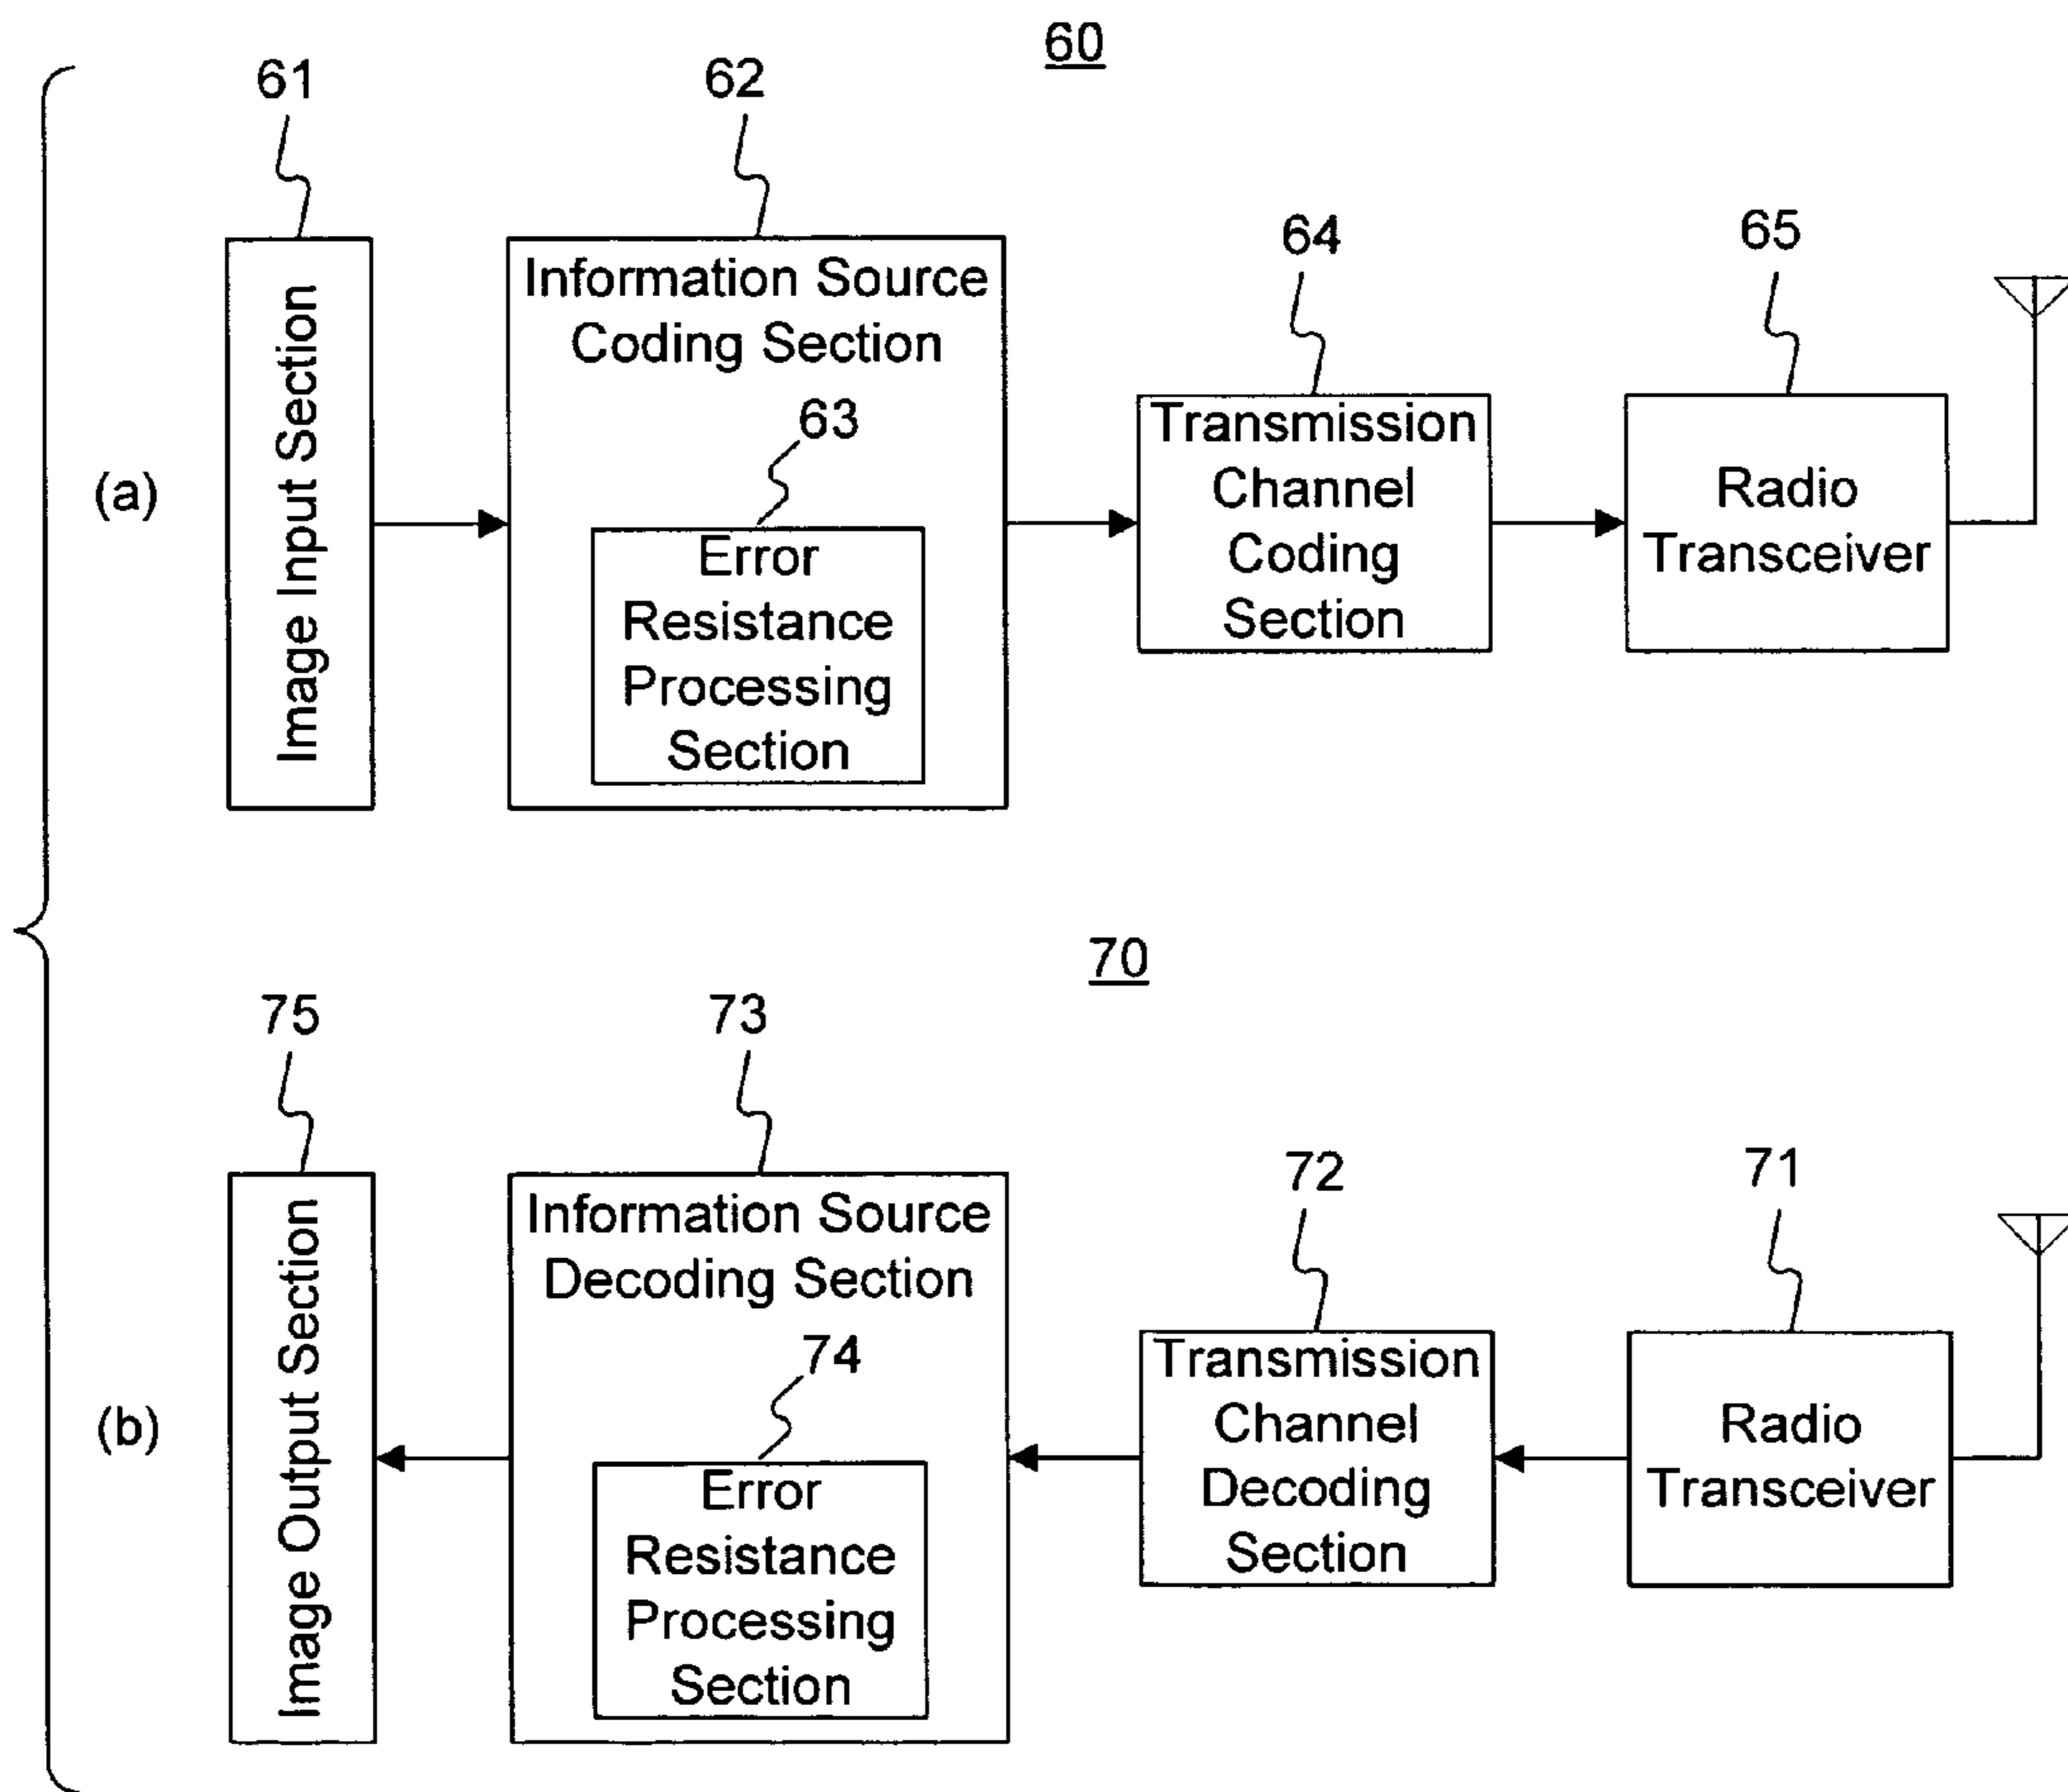 60
61
62
64
65
(a)
Image Input Section
Information Source
Coding Section
63
Error
Resistance
Processing
Section
Transmission
Channel
Coding
Section
Radio
Transceiver
70
75
73
72
71
(b)
Image Output Section
Information Source
Decoding Section
74
Error
Resistance
Processing
Section
Transmission
Channel
Decoding
Section
Radio
Transceiver